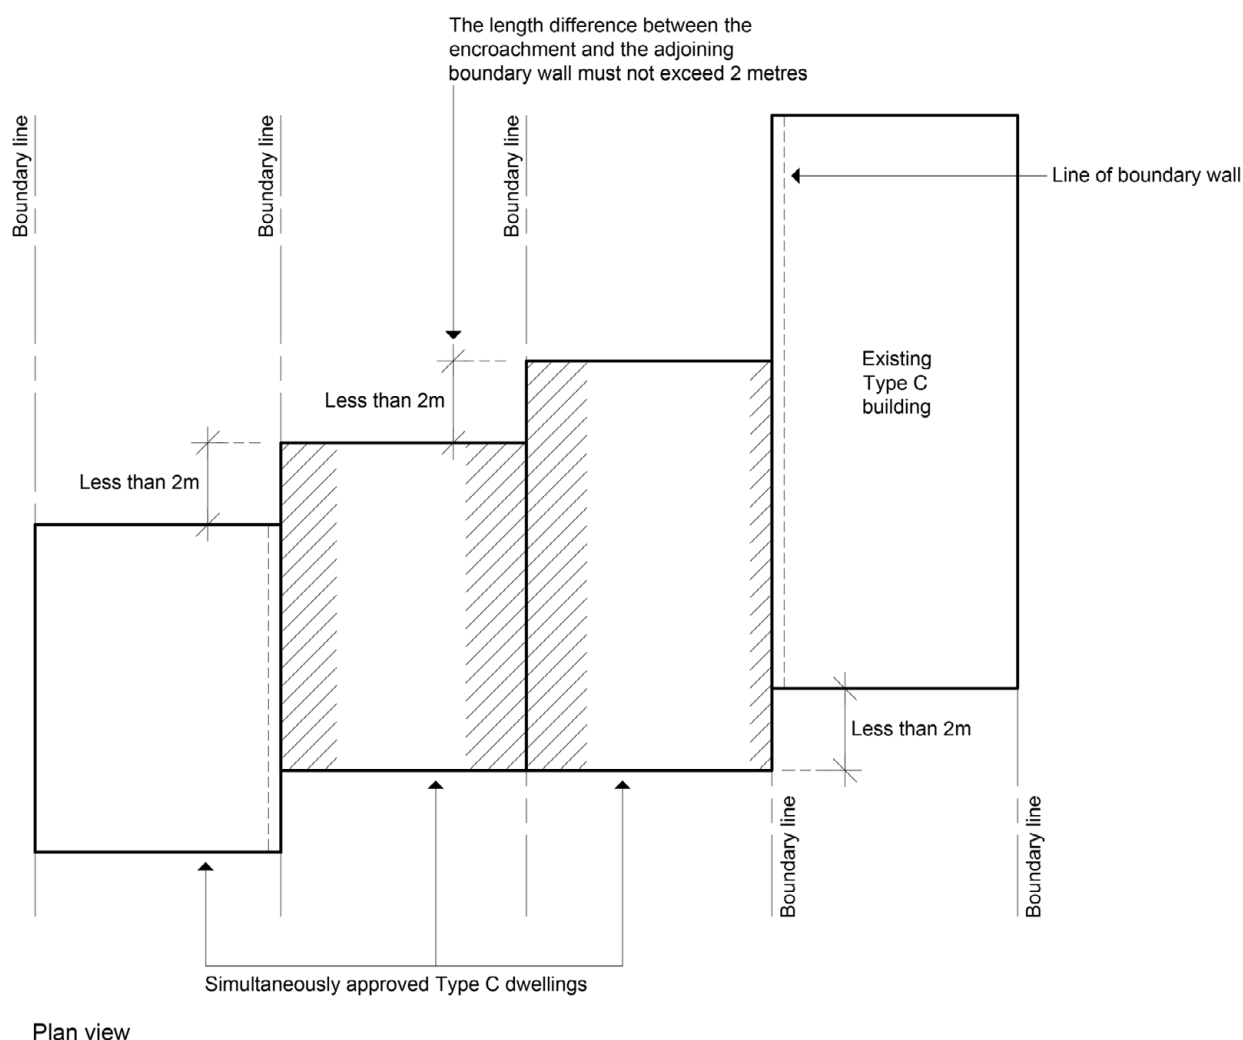 The length difference between the
encroachment and the adjoining
boundary wall must not exceed 2 metres
Boundary line
Boundary line
Boundary line
Line of boundary wall
Existing
Type C
building
Less than 2m
Less than 2m
Less than 2m
Boundary line
Boundary line
Simultaneously approved Type C dwellings
Plan view